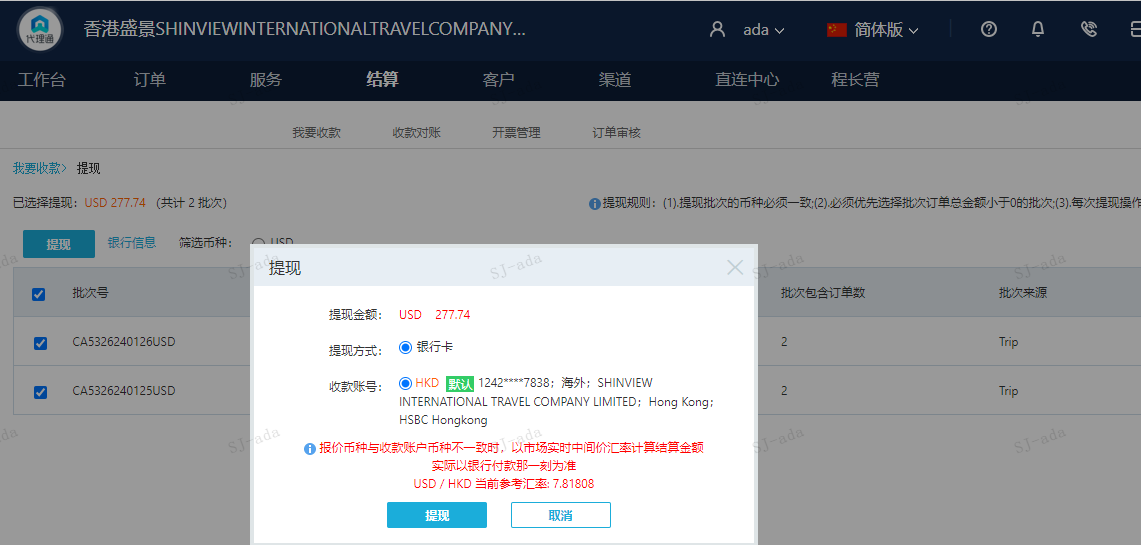 代理通
香港盛景SHINVIEWINTERNATIONALTRAVELCOMPANY...
ada
简体版
工作台 订单 服务 结算 客户 渠道 直连中心 程长营
我要收款 收款对账 开票管理 订单审核
我要收款> 提现
已选择提现: USD 277.74 (共计 2 批次)
提现规则: (1).提现批次的币种必须一致;(2).必须优先选择批次订单总金额小于0的批次;(3).每次提现操作
提现 银行信息 筛选币种: USD
批次号 批次包含订单数 批次来源
CA5326240126USD 2 Trip
CA5326240125USD 2 Trip
提现
提现金额: USD 277.74
提现方式: 银行卡
收款账号: HKD 默认 1242****7838; 海外; SHINVIEW
INTERNATIONAL TRAVEL COMPANY LIMITED; Hong Kong;
HSBC Hongkong
报价币种与收款账户币种不一致时, 以市场实时中间价汇率计算结算金额
实际以银行付款那一刻为准
USD / HKD 当前参考汇率: 7.81808
提现 取消
SJ-ada
SJ-ada
SJ-ada
SJ-ada
SJ-ada
SJ-ada
SJ-ada